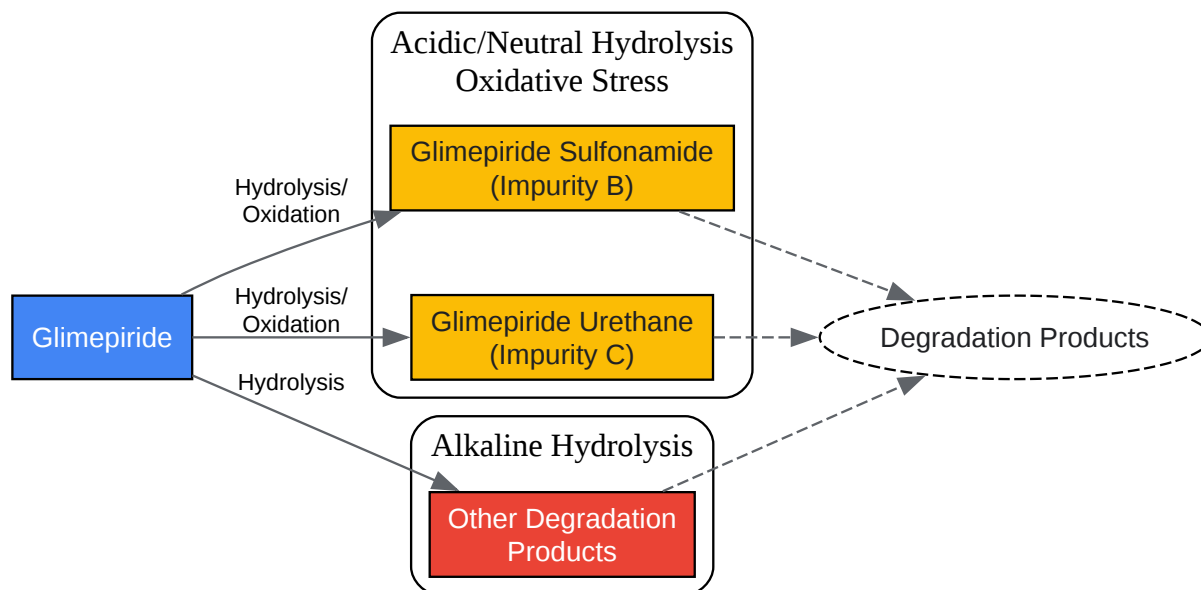 Acidic/Neutral Hydrolysis
Oxidative Stress
Glimepiride Sulfonamide
(Impurity B)
Hydrolysis/
Oxidation
Glimepiride
Hydrolysis/
Oxidation
Glimepiride Urethane
(Impurity C)
Degradation Products
Hydrolysis
Alkaline Hydrolysis
Other Degradation
Products